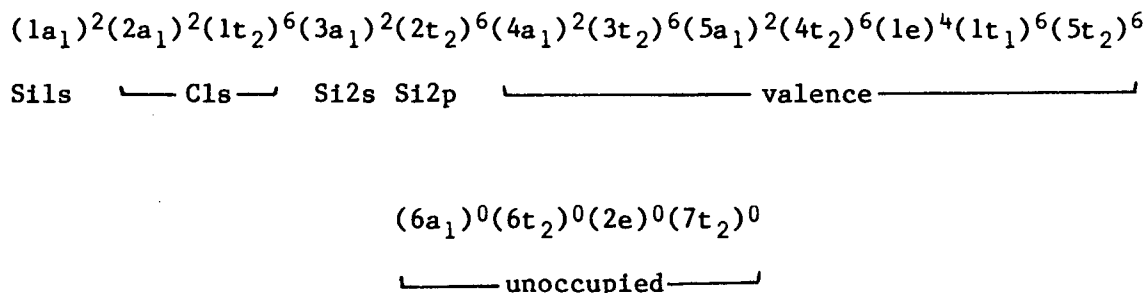 (1a₁)²(2a₁)²(1t₂)⁶(3a₁)²(2t₂)⁶(4a₁)²(3t₂)⁶(5a₁)²(4t₂)⁶(1e)⁴(1t₁)⁶(5t₂)⁶
Si1s C1s Si2s Si2p valence
(6a₁)⁰(6t₂)⁰(2e)⁰(7t₂)⁰
unoccupied